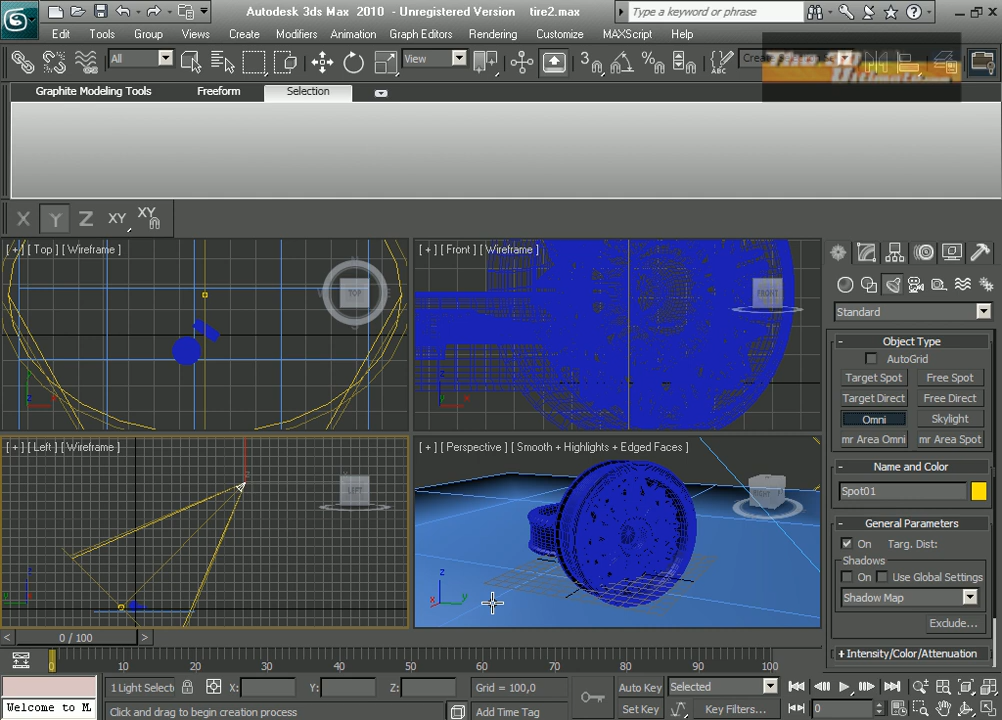 Autodesk 3ds Max 2010 - Unregistered Version tire2.max
Type a keyword or phrase
Edit Tools Group Views Create Modifiers Animation Graph Editors Rendering Customize MAXScript Help
All View
Graphite Modeling Tools Freeform Selection
X Y Z XY XY
[ + ] [ Top ] [ Wireframe ]
[ + ] [ Front ] [ Wireframe ]
TOP
FRONT
Standard
- Object Type
AutoGrid
Target Spot Free Spot
Target Direct Free Direct
Omni Skylight
mr Area Omni mr Area Spot
[ + ] [ Left ] [ Wireframe ]
[ + ] [ Perspective ] [ Smooth + Highlights + Edged Faces ]
LEFT
RIGHT
- Name and Color
Spot01
- General Parameters
On Targ. Dist:
Shadows
On Use Global Settings
Shadow Map
Exclude...
+ Intensity/Color/Attenuation
< 0 / 100 >
0 10 20 30 40 50 60 70 80 90 100
1 Light Select X: Y: Z: Grid = 100,0 Auto Key Selected
Welcome to M. Click and drag to begin creation process Add Time Tag Set Key Key Filters... 0